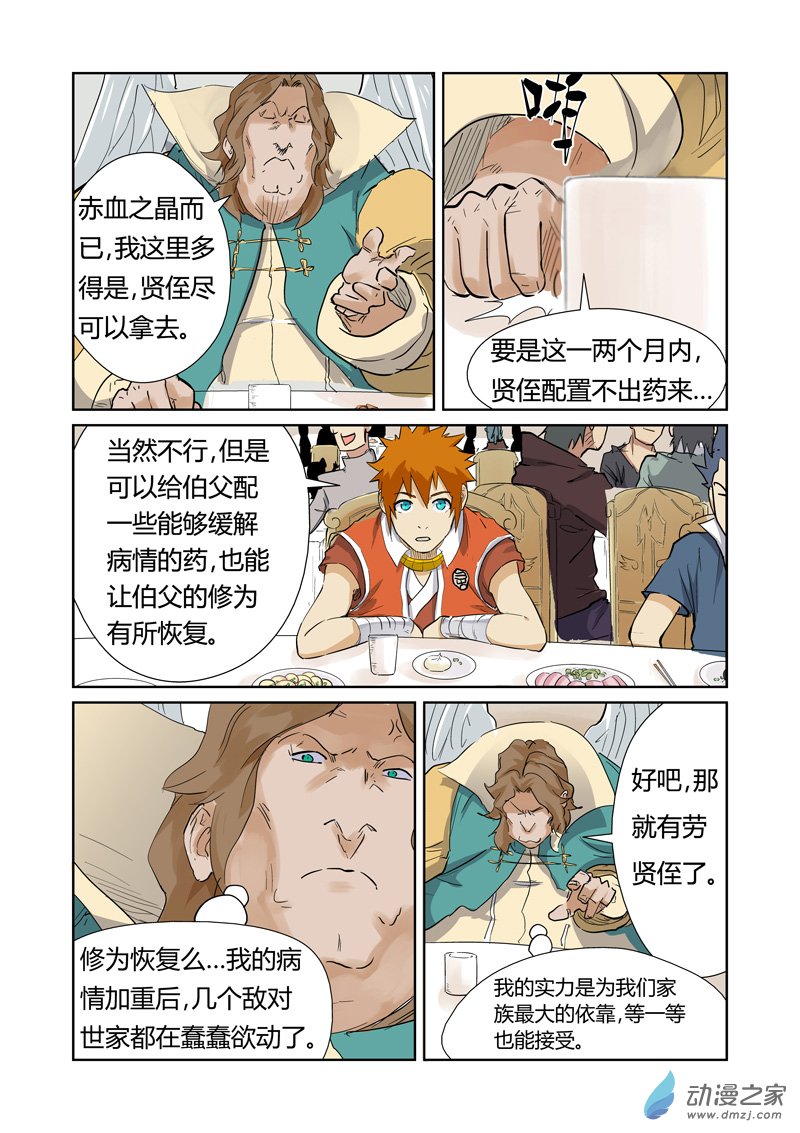 赤血之晶而
已，我这里多
得是，贤侄尽
可以拿去。
要是这一两个月内，
贤侄配置不出药来…
当然不行，但是
可以给伯父配
一些能够缓解
病情的药，也能
让伯父的修为
有所恢复。
修为恢复么…我的病
情加重后，几个敌对
世家都在蠢蠢欲动了。
好吧，那
就有劳
贤侄了。
我的实力是为我们家
族最大的依靠，等一等
也能接受。
动漫之家
www.dmzj.com